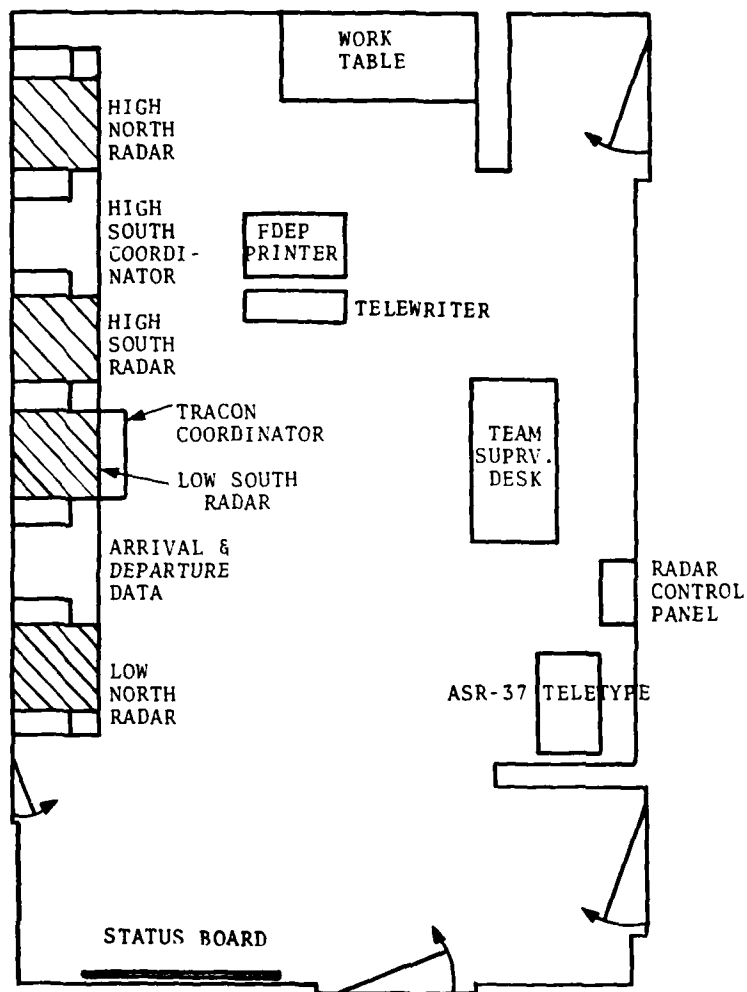 WORK
TABLE
HIGH
NORTH
RADAR
HIGH
SOUTH
COORDI-
NATOR
FDEP
PRINTER
TELEWRITER
HIGH
SOUTH
RADAR
TRACON
COORDINATOR
LOW SOUTH
RADAR
TEAM
SUPRV.
DESK
ARRIVAL &
DEPARTURE
DATA
RADAR
CONTROL
PANEL
LOW
NORTH
RADAR
ASR-37 TELETYPE
STATUS BOARD